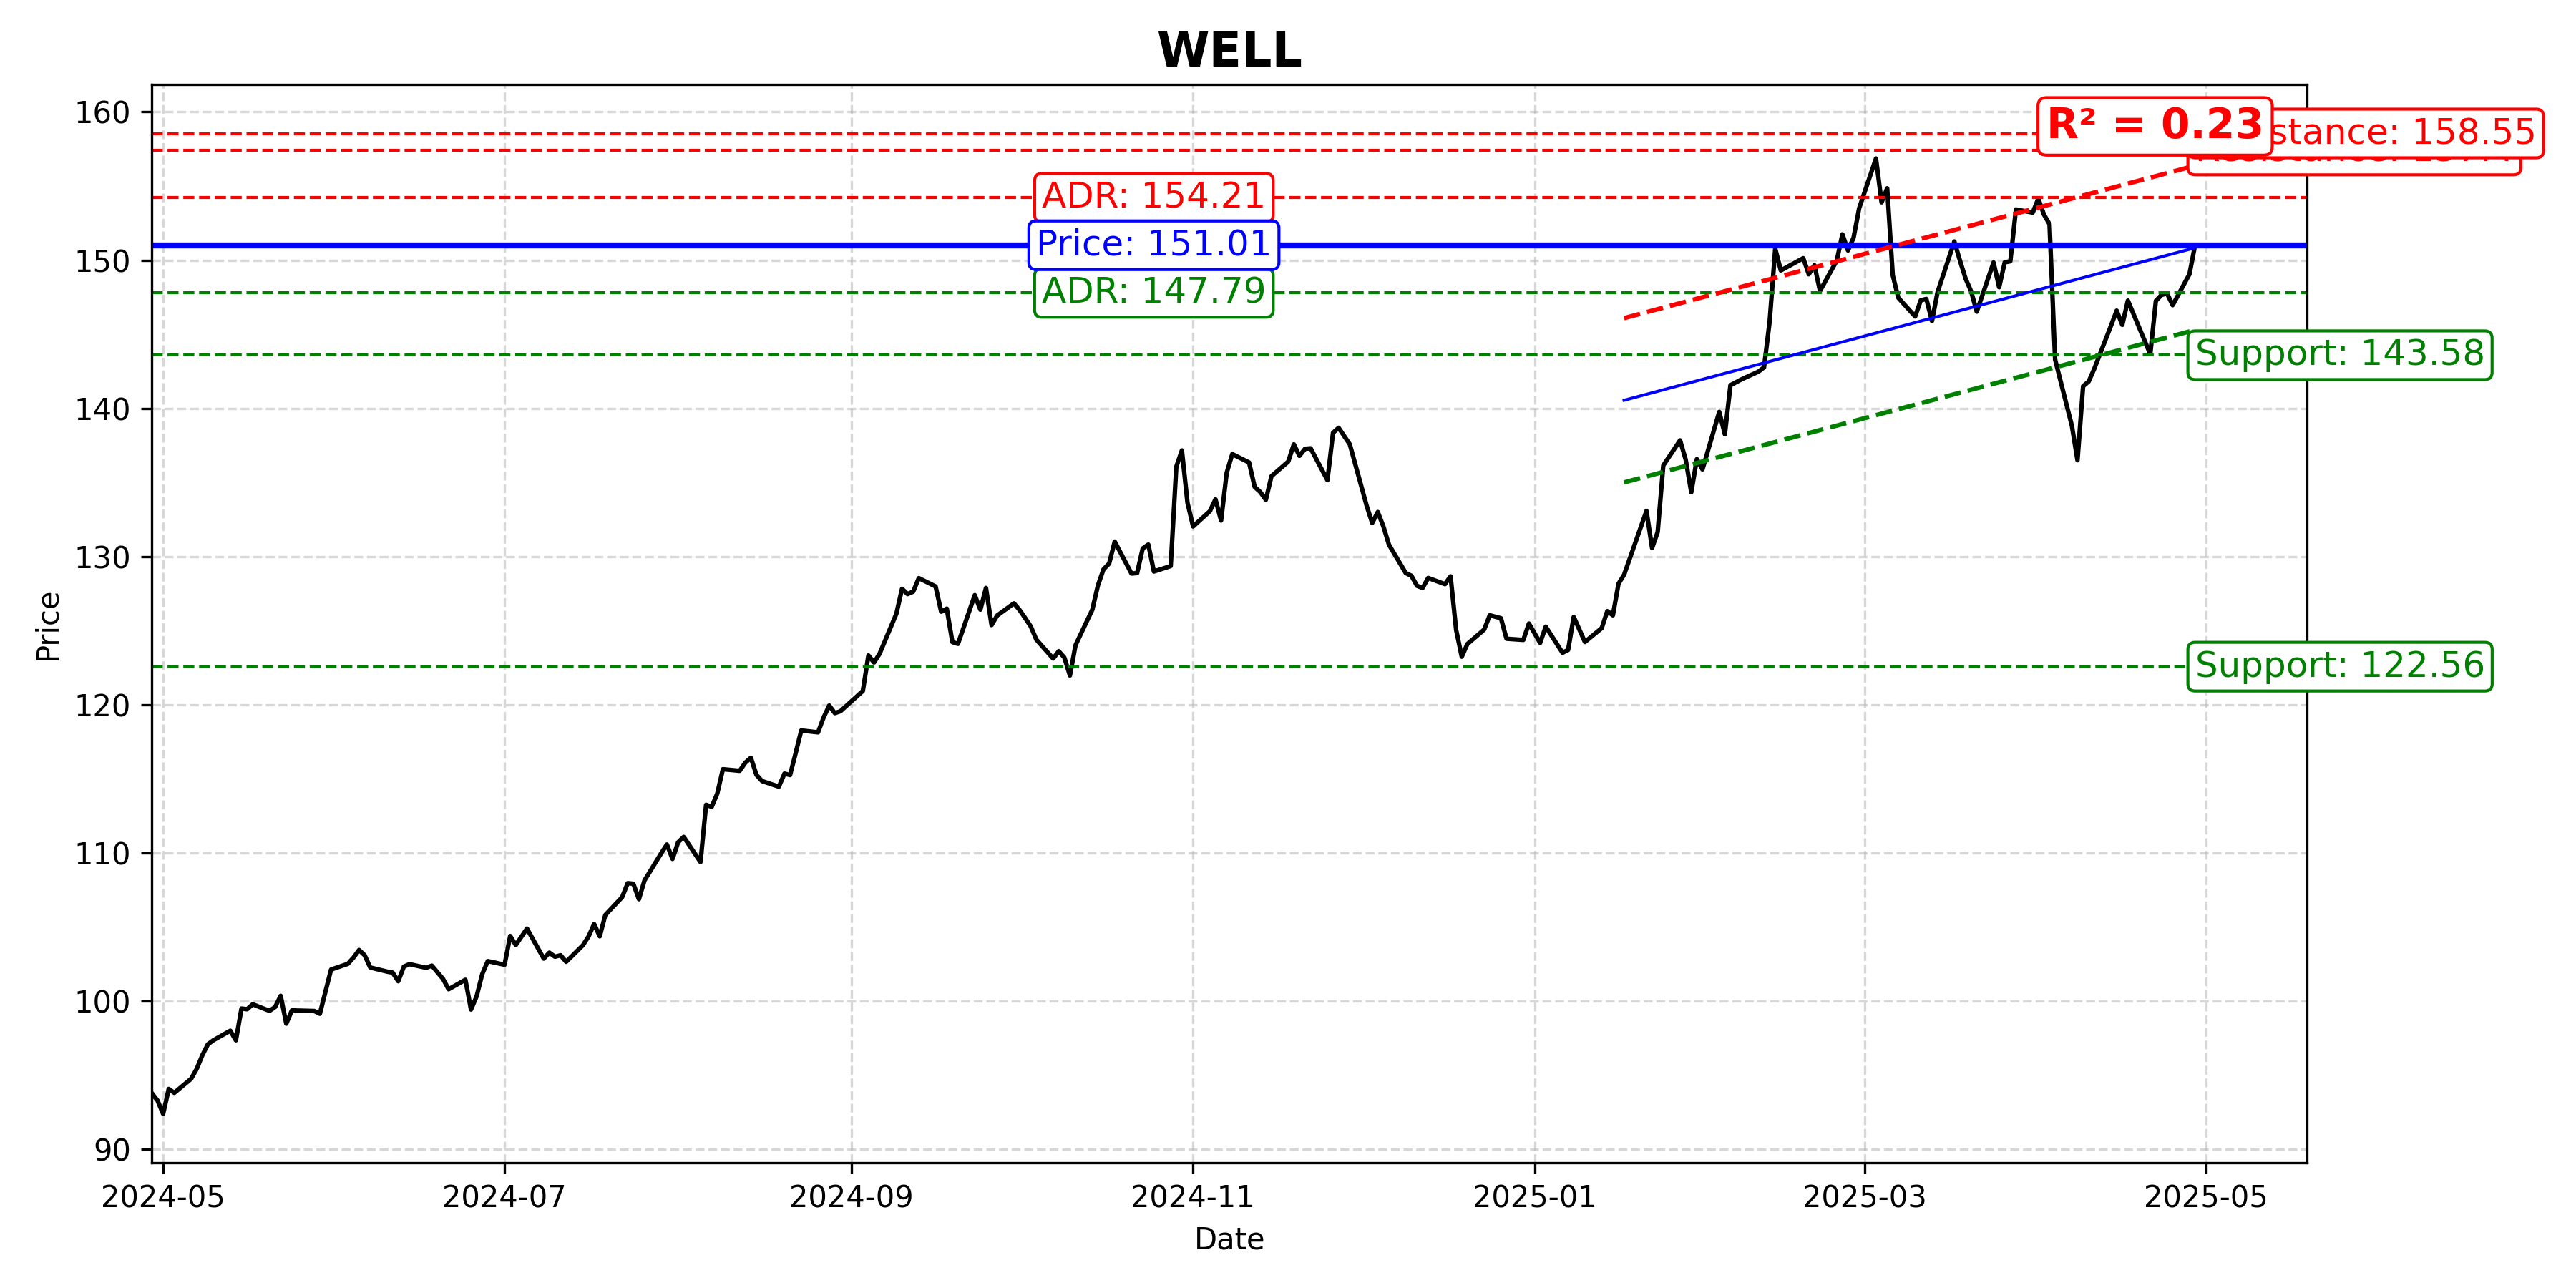 WELL
160
150
140
130
120
110
100
90
Price
R² = 0.23
stance: 158.55
ADR: 154.21
Price: 151.01
ADR: 147.79
Support: 143.58
Support: 122.56
2024-05
2024-07
2024-09
2024-11
2025-01
2025-03
2025-05
Date